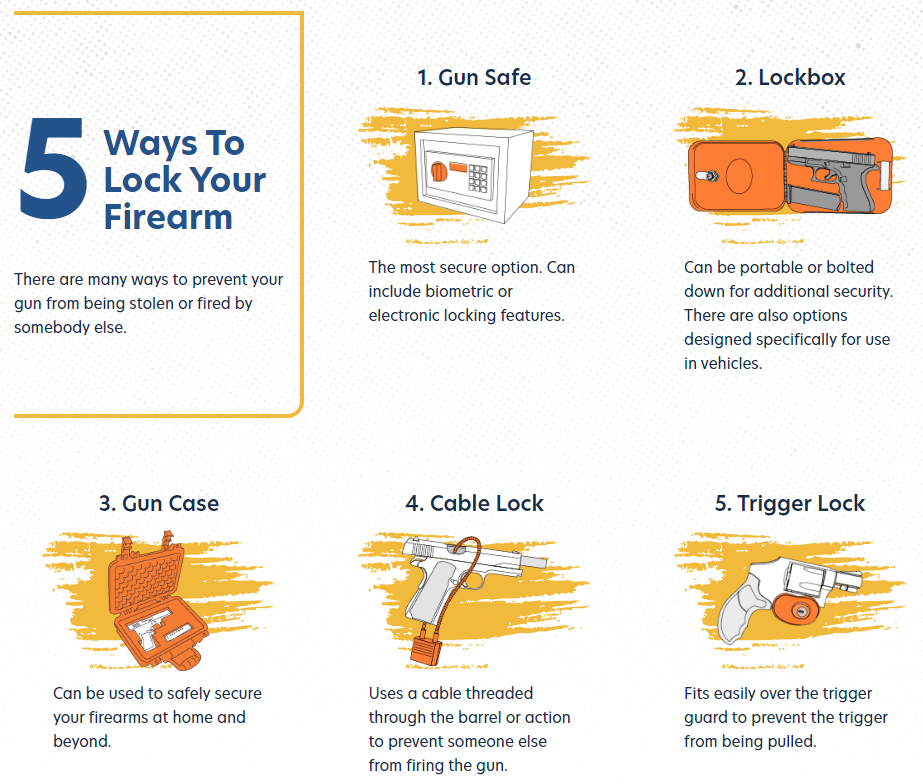 5 Ways To
Lock Your
Firearm
There are many ways to prevent your
gun from being stolen or fired by
somebody else.
1. Gun Safe
The most secure option. Can
include biometric or
electronic locking features.
2. Lockbox
Can be portable or bolted
down for additional security.
There are also options
designed specifically for use
in vehicles.
3. Gun Case
Can be used to safely secure
your firearms at home and
beyond.
4. Cable Lock
Uses a cable threaded
through the barrel or action
to prevent someone else
from firing the gun.
5. Trigger Lock
Fits easily over the trigger
guard to prevent the trigger
from being pulled.